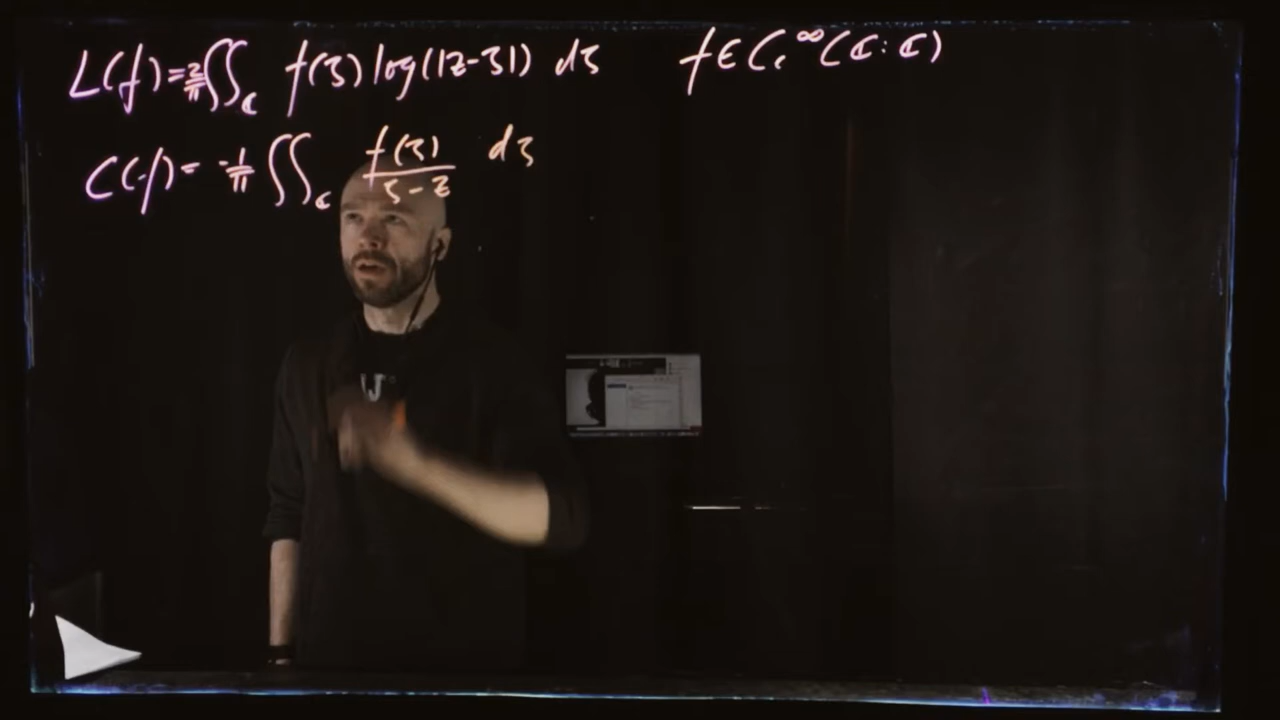 L(f) = 2/π ∬_ℂ f(ζ) log(|z-ζ|) dζ f ∈ C_c^∞(ℂ:ℂ)
C(f) = -1/π ∬_ℂ f(ζ)/(ζ-z) dζ